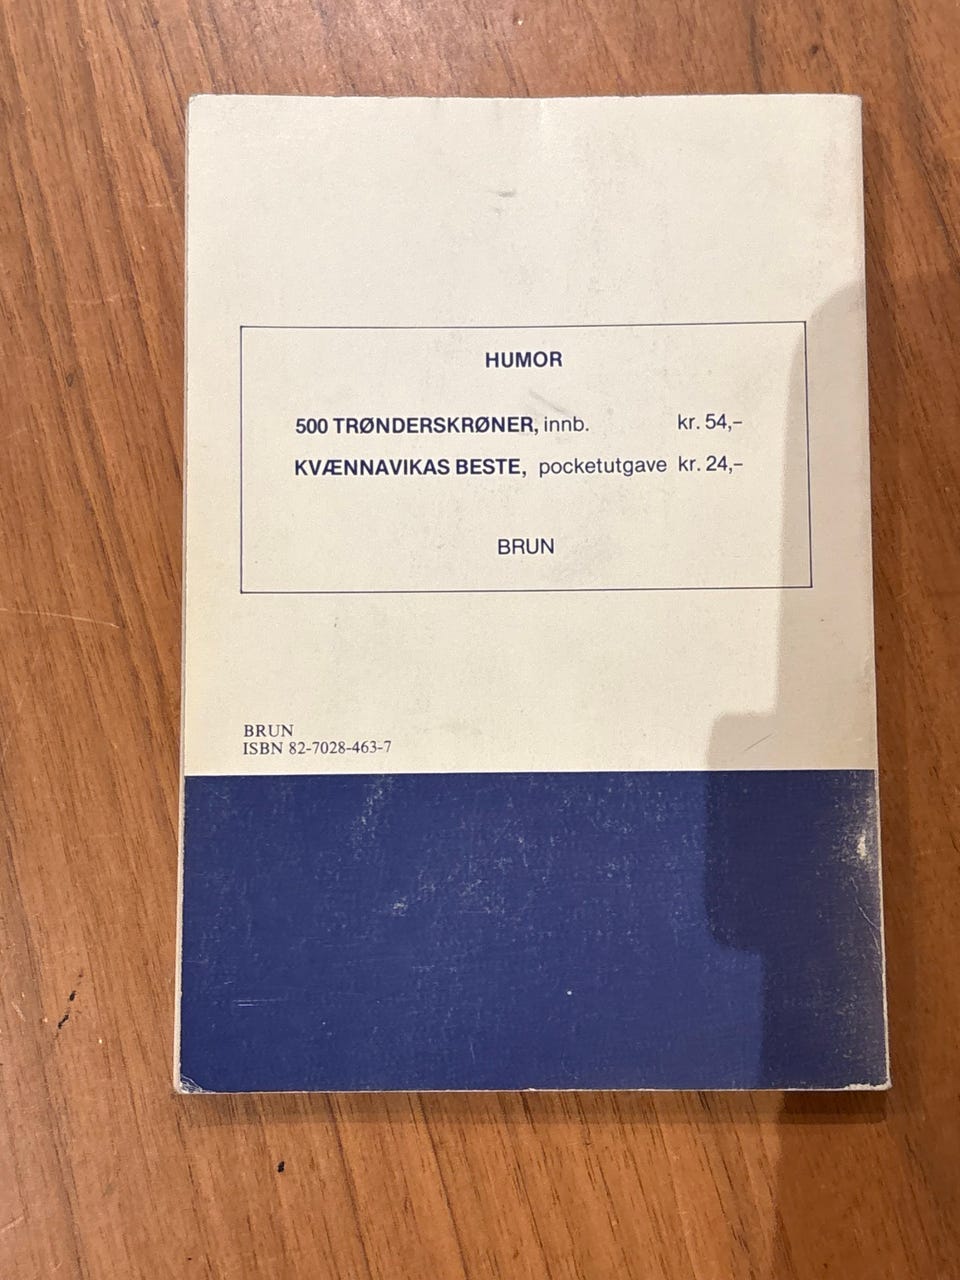 HUMOR
500 TRØNDERSKRØNER, innb. kr. 54,–
KVÆNNAVIKAS BESTE, pocketutgave kr. 24,–
BRUN
BRUN
ISBN 82-7028-463-7